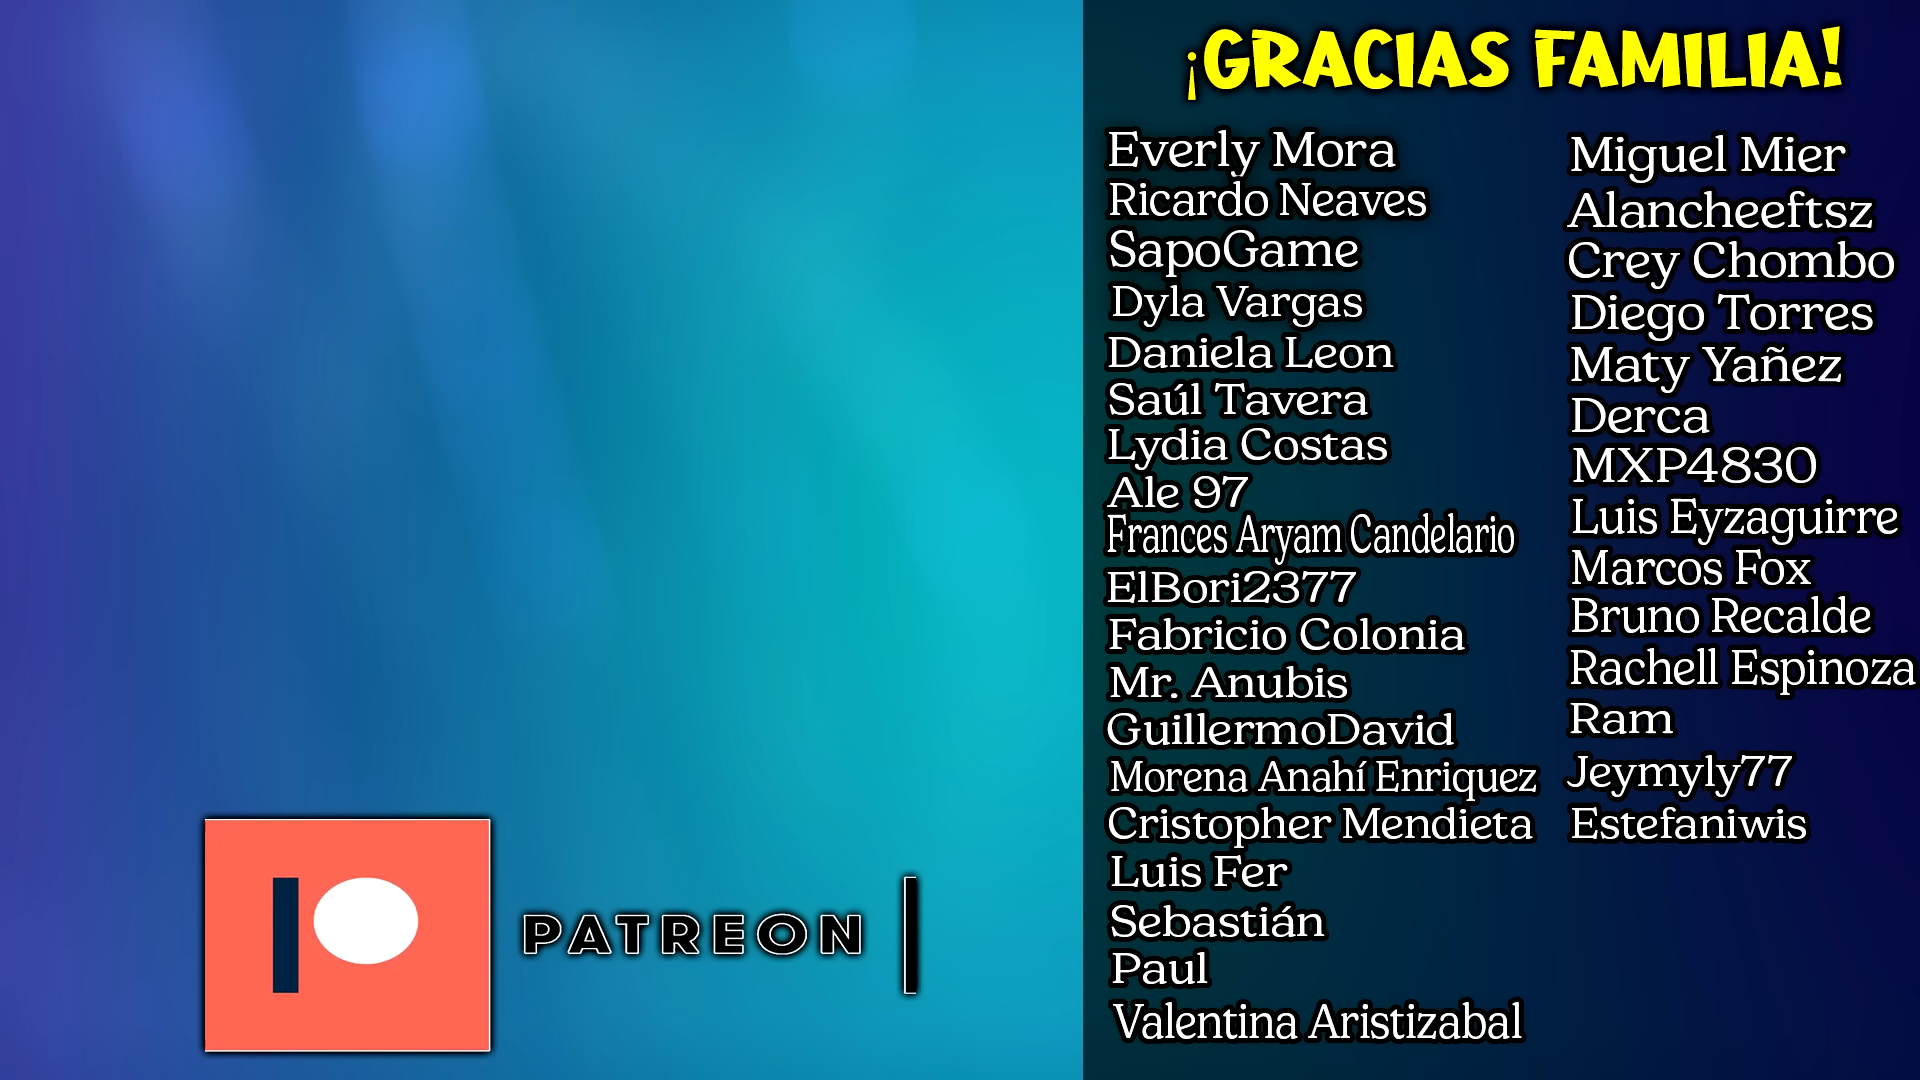 ¡GRACIAS FAMILIA!
Everly Mora
Ricardo Neaves
SapoGame
Dyla Vargas
Daniela Leon
Saúl Tavera
Lydia Costas
Ale 97
Frances Aryam Candelario
ElBori2377
Fabricio Colonia
Mr. Anubis
GuillermoDavid
Morena Anahí Enriquez
Cristopher Mendieta
Luis Fer
Sebastián
Paul
Valentina Aristizabal
Miguel Mier
Alancheeftsz
Crey Chombo
Diego Torres
Maty Yañez
Derca
MXP4830
Luis Eyzaguirre
Marcos Fox
Bruno Recalde
Rachell Espinoza
Ram
Jeymyly77
Estefaniwis
PATREON